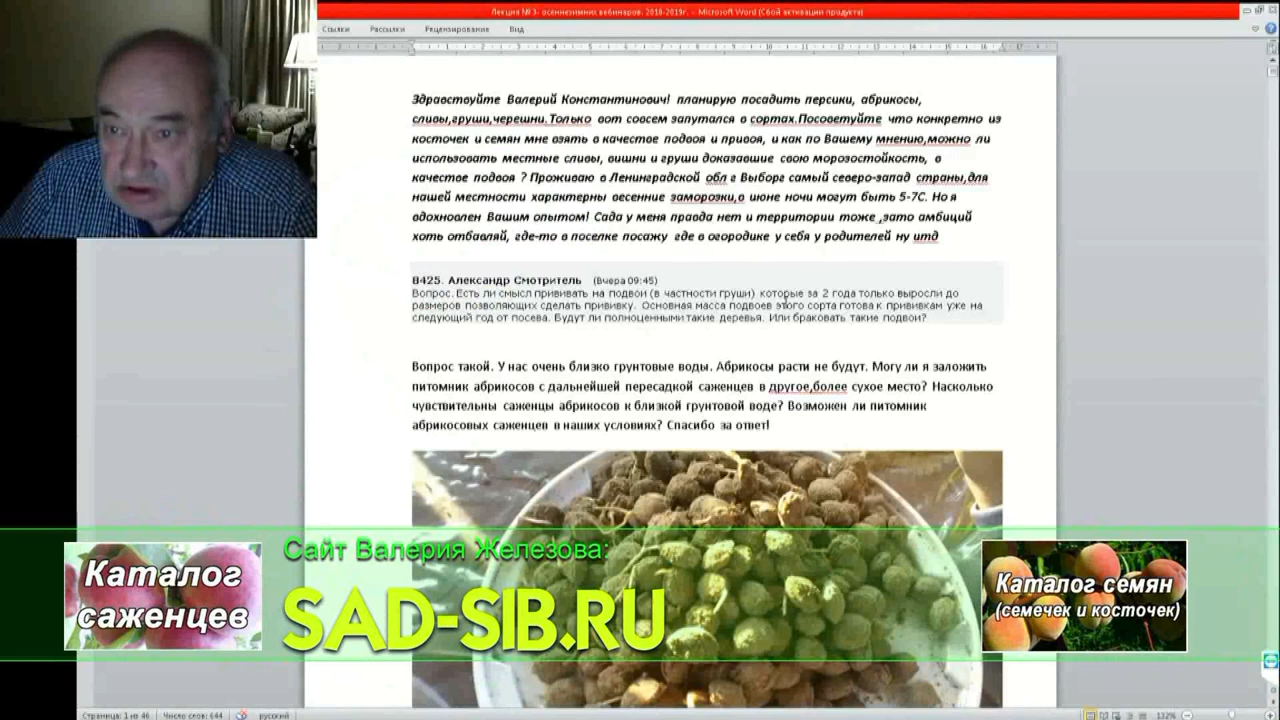 Лекция №3- осеннезимних вебинаров. 2018-2019г. - Microsoft Word (Сбой активации продукта)
Ссылки Рассылки Рецензирование Вид
Здравствуйте Валерий Константинович! планирую посадить персики, абрикосы,
сливы,груши,черешни.Только вот совсем запутался в сортах.Посоветуйте что конкретно из
косточек и семян мне взять в качестве подвоя и привоя, и как по Вашему мнению,можно ли
использовать местные сливы, вишни и груши доказавшие свою морозостойкость, в
качестве подвоя ? Проживаю в Ленинградской обл г Выборг самый северо-запад страны,для
нашей местности характерны весенние заморозки,в июне ночи могут быть 5-7С. Но я
вдохновлен Вашим опытом! Сада у меня правда нет и территории тоже ,зато амбиций
хоть отбавляй, где-то в поселке посажу где в огородике у себя у родителей ну итд
8425. Александр Смотритель (Вчера 09:45)
Вопрос. Есть ли смысл прививать на подвои (в частности груши) которые за 2 года только выросли до
размеров позволяющих сделать прививку. Основная масса подвоев этого сорта готова к прививкам уже на
следующий год от посева. Будут ли полноценными такие деревья. Или браковать такие подвои?
Вопрос такой. У нас очень близко грунтовые воды. Абрикосы расти не будут. Могу ли я заложить
питомник абрикосов с дальнейшей пересадкой саженцев в другое,более сухое место? Насколько
чувствительны саженцы абрикосов к близкой грунтовой воде? Возможен ли питомник
абрикосовых саженцев в наших условиях? Спасибо за ответ!
Каталог
саженцев
Сайт Валерия Железова:
SAD-SIB.RU
Каталог семян
(семечек и косточек)
Страница: 1 из 46 Число слов: 644 русский 132%